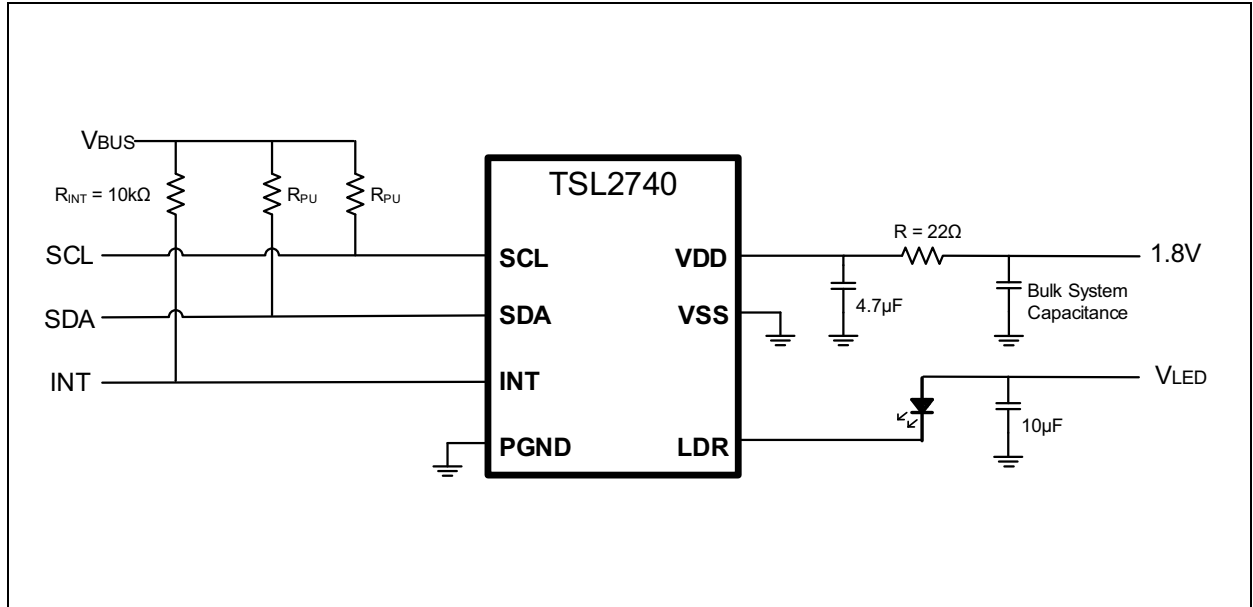 VBUS
RINT = 10kΩ
RPU
RPU
SCL
SDA
INT
TSL2740
SCL
SDA
INT
PGND
VDD
VSS
LDR
R = 22Ω
4.7µF
1.8V
Bulk System
Capacitance
VLED
10µF